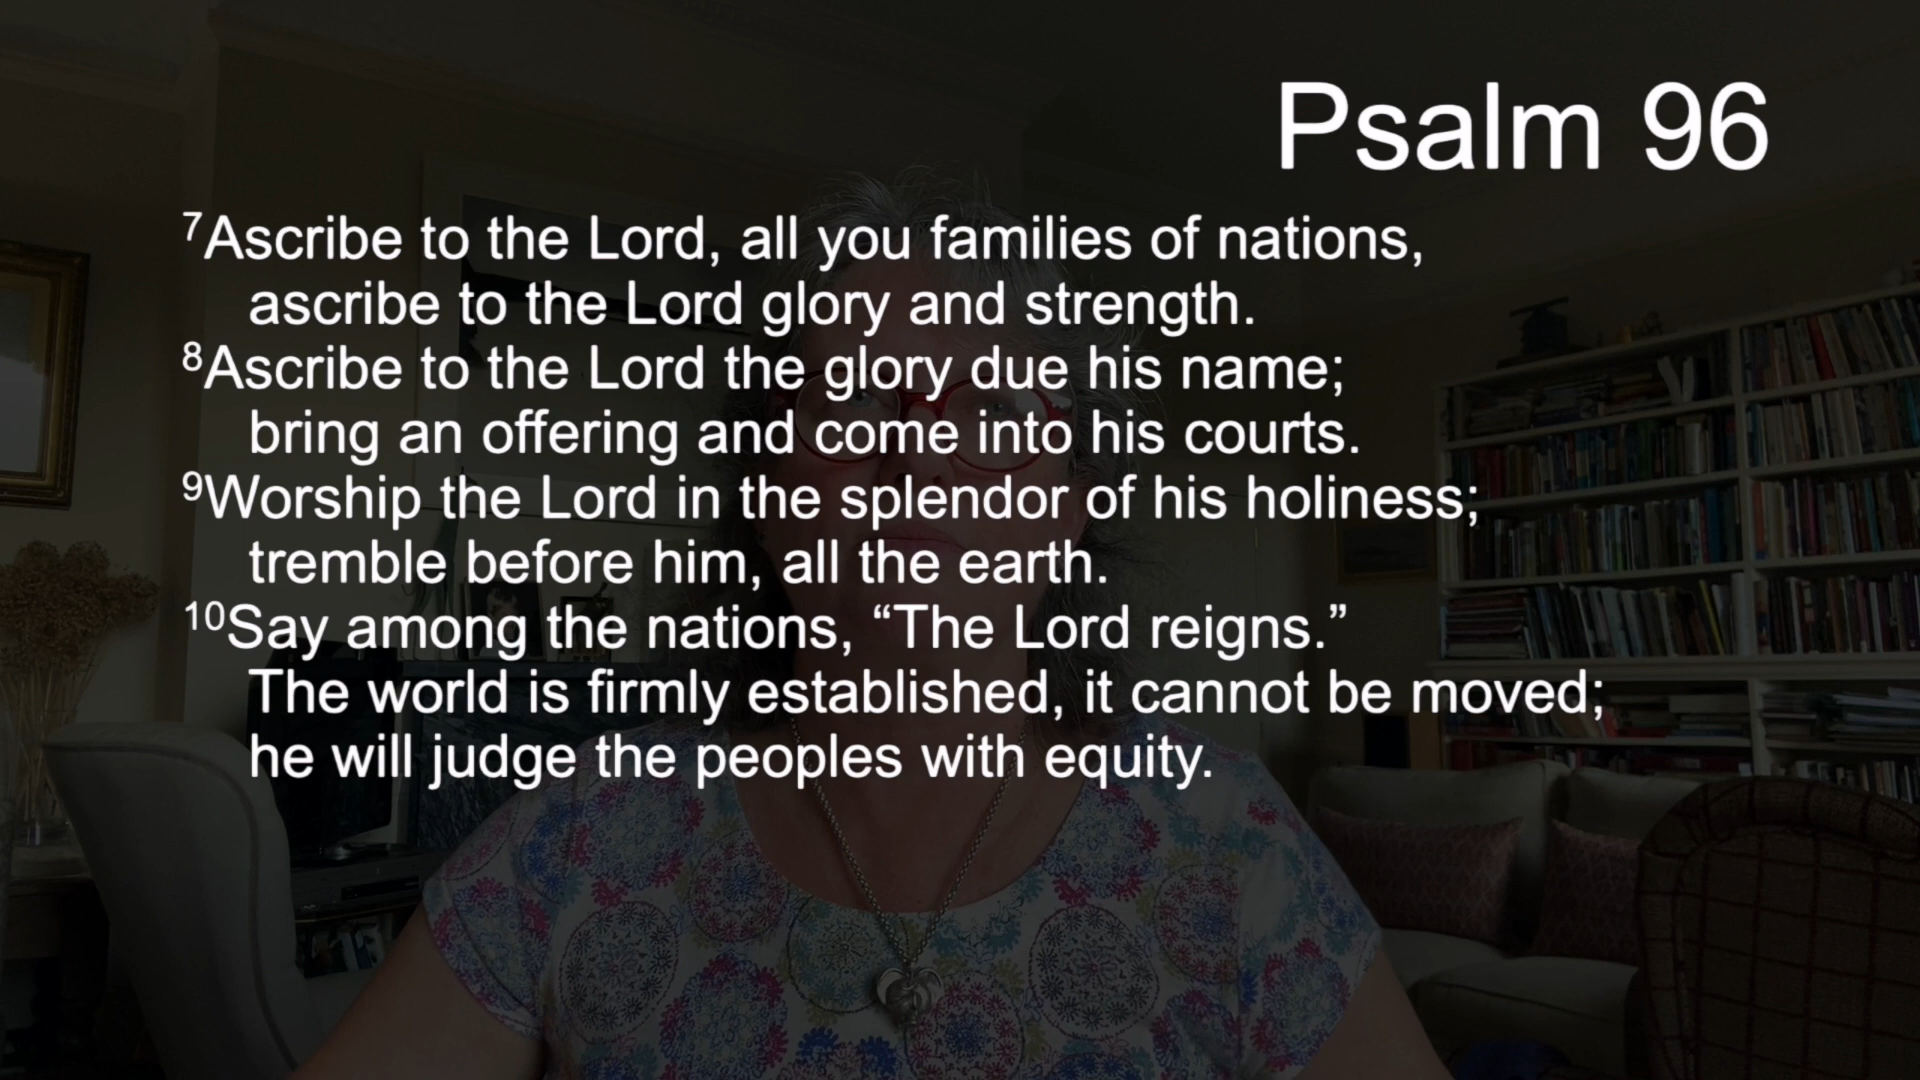 Psalm 96
⁷Ascribe to the Lord, all you families of nations,
ascribe to the Lord glory and strength.
⁸Ascribe to the Lord the glory due his name;
bring an offering and come into his courts.
⁹Worship the Lord in the splendor of his holiness;
tremble before him, all the earth.
¹⁰Say among the nations, “The Lord reigns.”
The world is firmly established, it cannot be moved;
he will judge the peoples with equity.